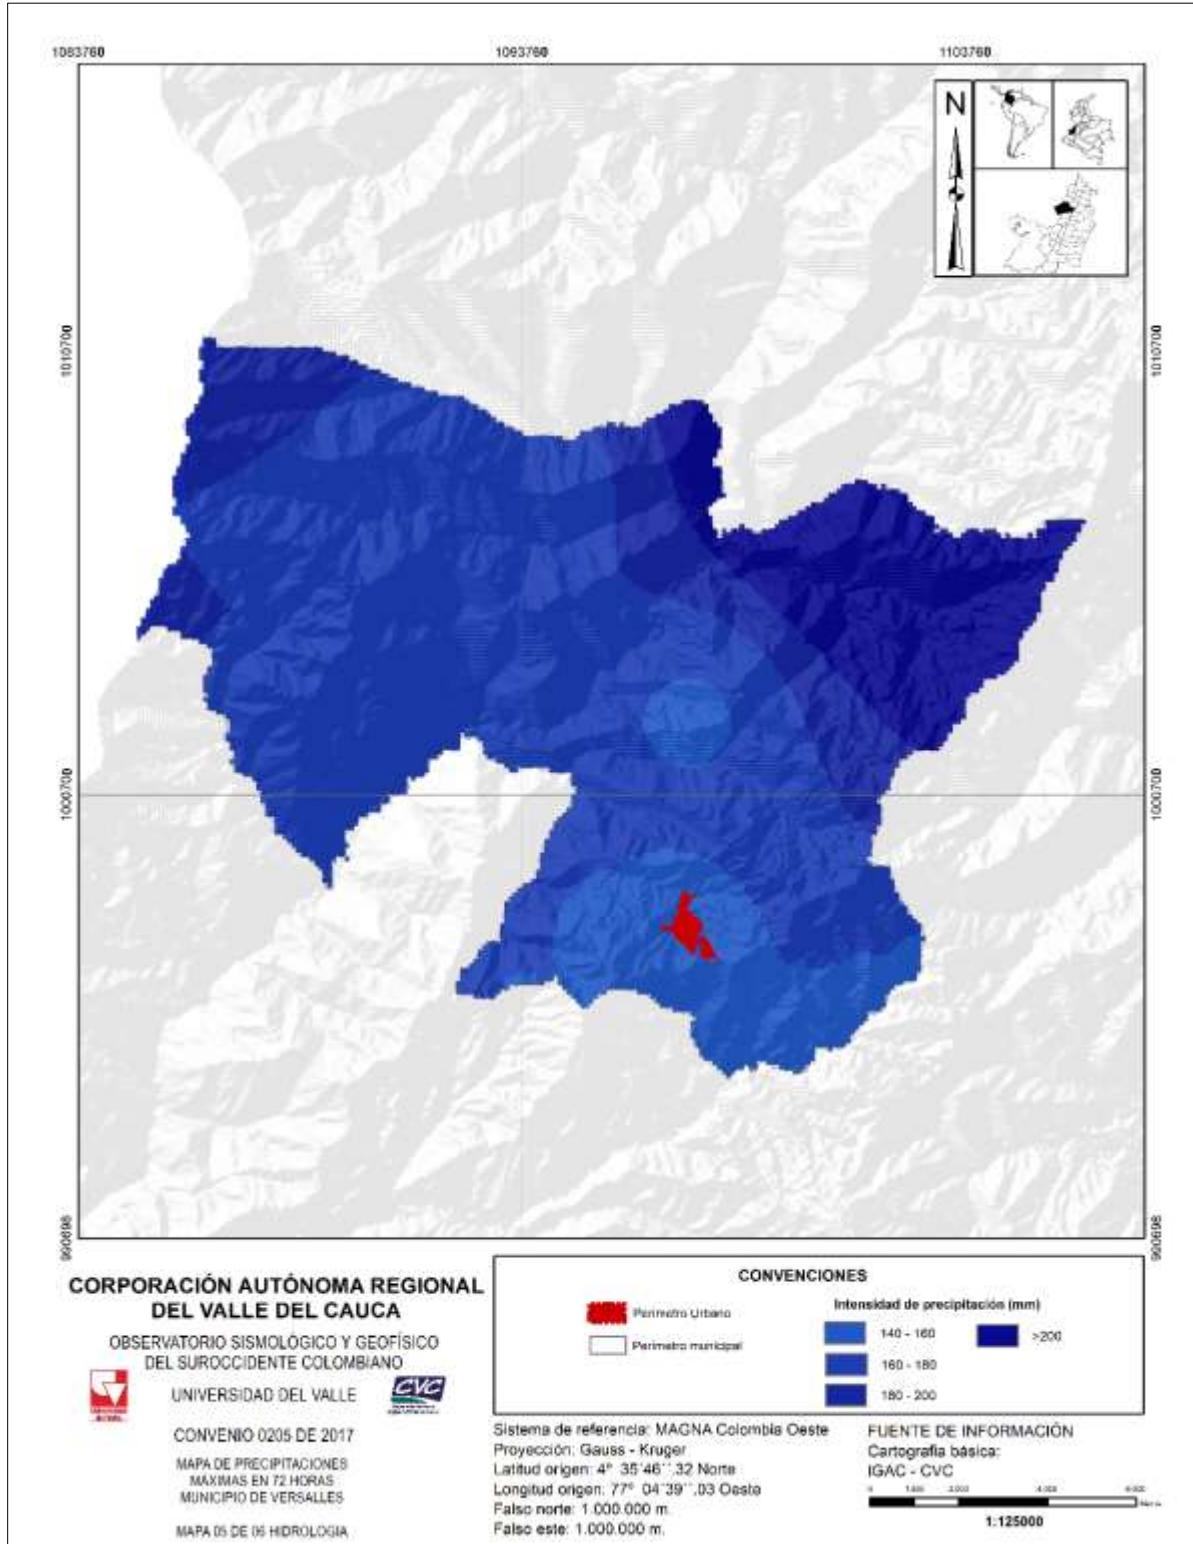 1083760
1093760
1103760
N
1010700
1010700
1000700
1000700
990698
990698
CORPORACIÓN AUTÓNOMA REGIONAL
DEL VALLE DEL CAUCA
OBSERVATORIO SISMOLÓGICO Y GEOFÍSICO
DEL SUROCCIDENTE COLOMBIANO
UNIVERSIDAD DEL VALLE
CVC
CONVENIO 0205 DE 2017
MAPA DE PRECIPITACIONES
MÁXIMAS EN 72 HORAS
MUNICIPIO DE VERSALLES
MAPA 05 DE 06 HIDROLOGIA
CONVENCIONES
Perímetro Urbano
Perímetro municipal
Intensidad de precipitación (mm)
140 - 160
160 - 180
180 - 200
>200
Sistema de referencia: MAGNA Colombia Oeste
Proyección: Gauss - Kruger
Latitud origen: 4° 35´46´´.32 Norte
Longitud origen: 77° 04´39´´.03 Oeste
Falso norte: 1.000.000 m.
Falso este: 1.000.000 m.
FUENTE DE INFORMACIÓN
Cartografía básica:
IGAC - CVC
1:125000